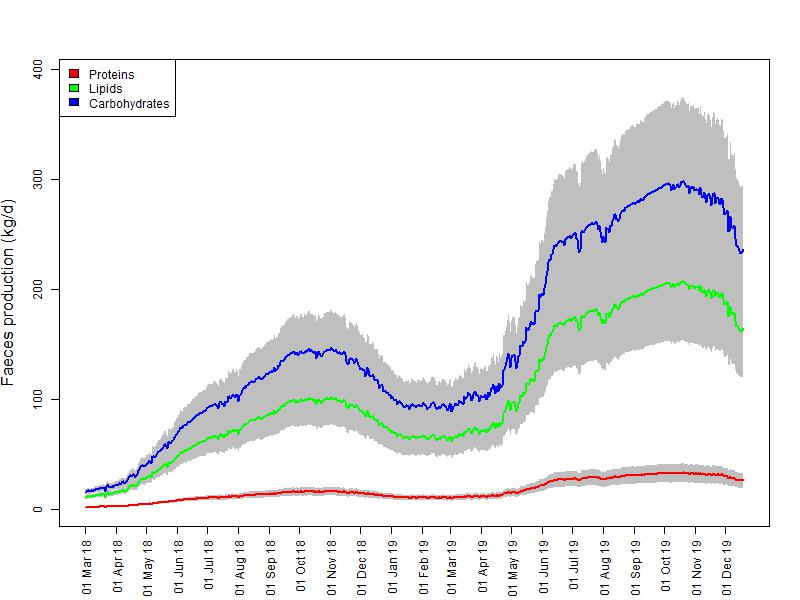 Faeces production (kg/d)
400
300
200
100
0
Proteins
Lipids
Carbohydrates
01 Mar 18
01 Apr 18
01 May 18
01 Jun 18
01 Jul 18
01 Aug 18
01 Sep 18
01 Oct 18
01 Nov 18
01 Dec 18
01 Jan 19
01 Feb 19
01 Mar 19
01 Apr 19
01 May 19
01 Jun 19
01 Jul 19
01 Aug 19
01 Sep 19
01 Oct 19
01 Nov 19
01 Dec 19